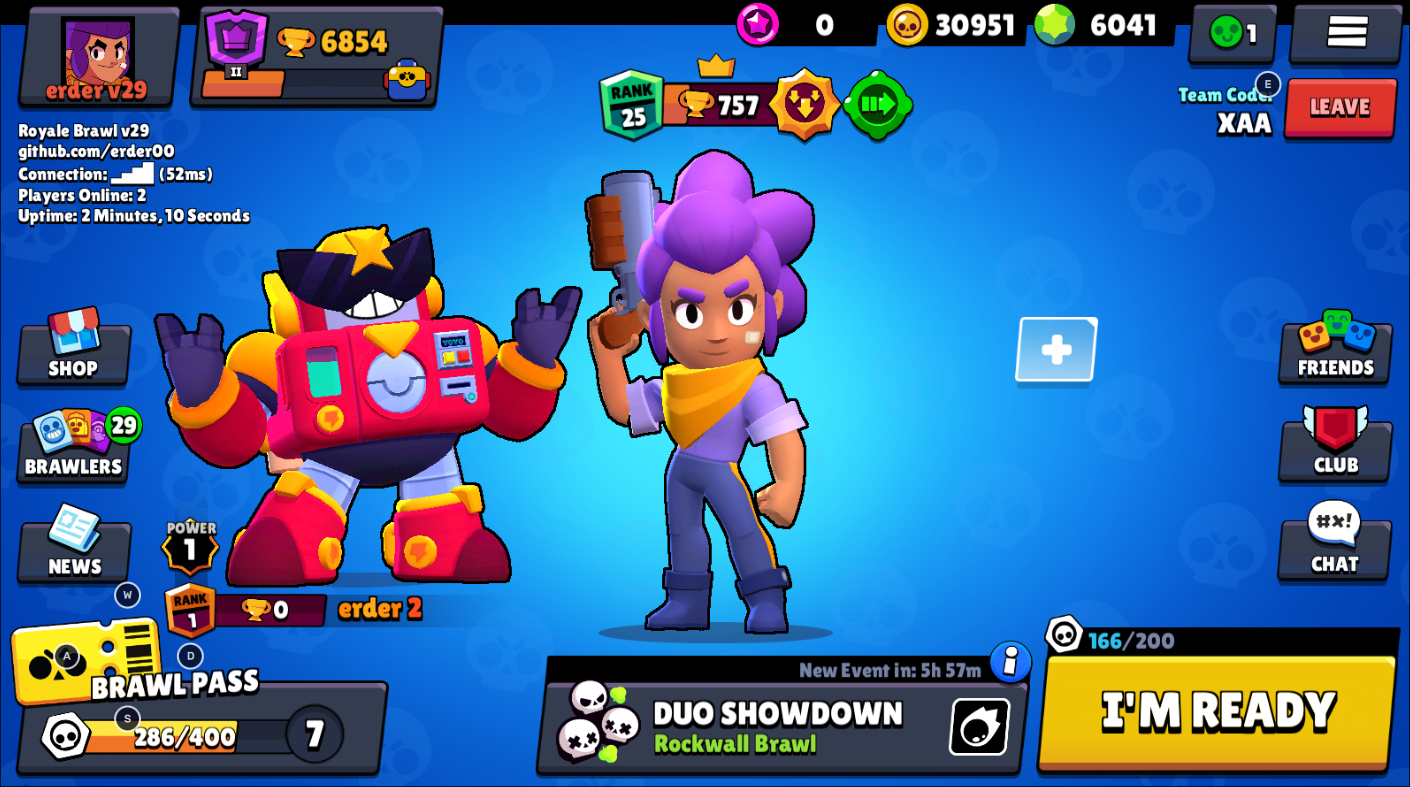 erder v29
II
6854
0
30951
6041
1
E
Team Code:
XAA
LEAVE
RANK
25
757
Royale Brawl v29
github.com/erder00
Connection: (52ms)
Players Online: 2
Uptime: 2 Minutes, 10 Seconds
SHOP
29
BRAWLERS
NEWS
YOYO
FRIENDS
CLUB
#x!
CHAT
POWER
1
RANK
1
0
erder 2
W
A
D
S
BRAWL PASS
286/400
7
New Event in: 5h 57m
i
DUO SHOWDOWN
Rockwall Brawl
166/200
I'M READY